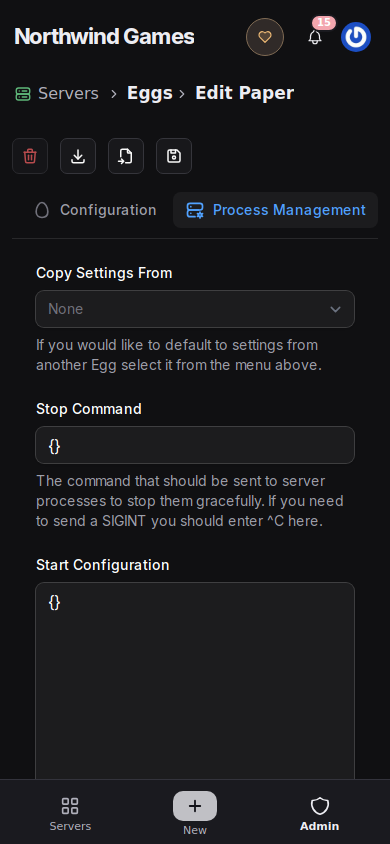 Northwind Games
15
Servers > Eggs > Edit Paper
Configuration
Process Management
Copy Settings From
None
If you would like to default to settings from
another Egg select it from the menu above.
Stop Command
{}
The command that should be sent to server
processes to stop them gracefully. If you need
to send a SIGINT you should enter ^C here.
Start Configuration
{}
Servers
New
Admin